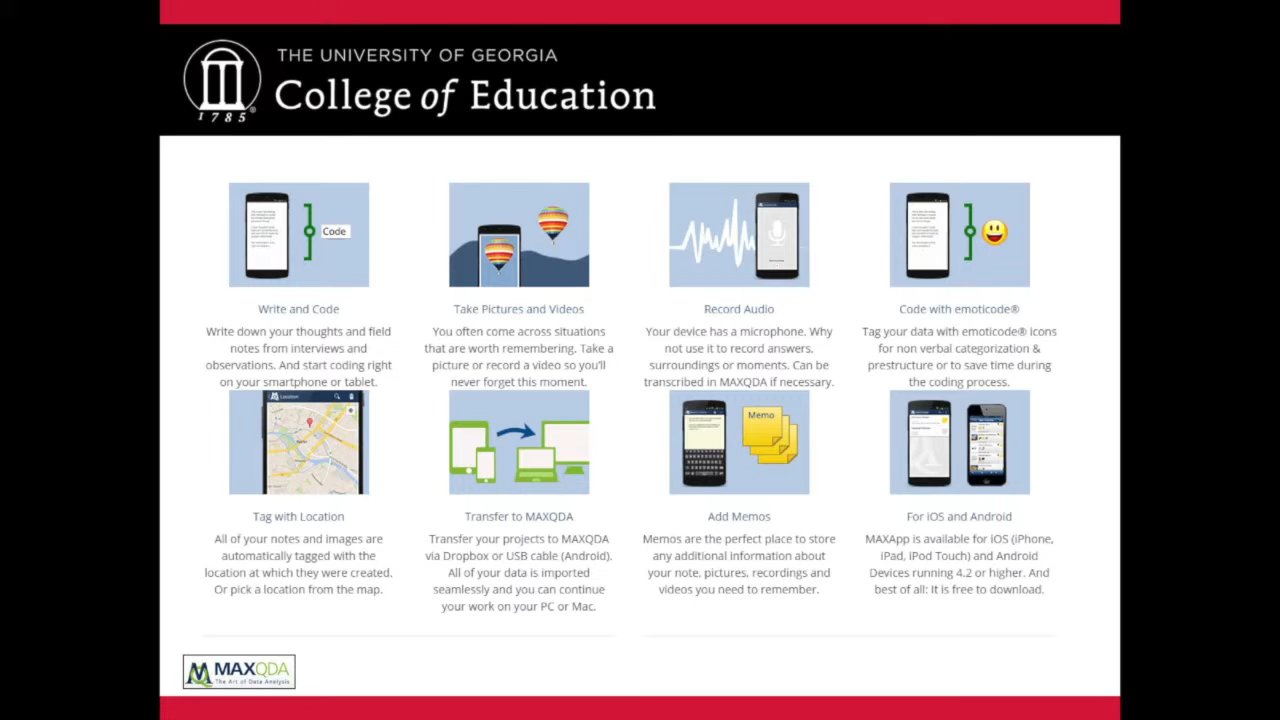 THE UNIVERSITY OF GEORGIA
College of Education
1785
Code
Write and Code
Write down your thoughts and field
notes from interviews and
observations. And start coding right
on your smartphone or tablet.
Take Pictures and Videos
You often come across situations
that are worth remembering. Take a
picture or record a video so you'll
never forget this moment.
Record Audio
Your device has a microphone. Why
not use it to record answers,
surroundings or moments. Can be
transcribed in MAXQDA if necessary.
Code with emoticode®
Tag your data with emoticode® icons
for non verbal categorization &
prestructure or to save time during
the coding process.
Location
Tag with Location
All of your notes and images are
automatically tagged with the
location at which they were created.
Or pick a location from the map.
Transfer to MAXQDA
Transfer your projects to MAXQDA
via Dropbox or USB cable (Android).
All of your data is imported
seamlessly and you can continue
your work on your PC or Mac.
Memo
Add Memos
Memos are the perfect place to store
any additional information about
your note, pictures, recordings and
videos you need to remember.
For iOS and Android
MAXApp is available for iOS (iPhone,
iPad, iPod Touch) and Android
Devices running 4.2 or higher. And
best of all: It is free to download.
MAXQDA
The Art of Data Analysis